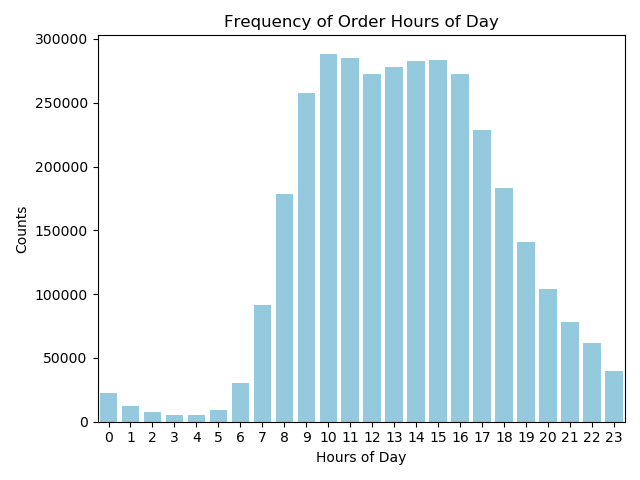 Frequency of Order Hours of Day
300000
250000
200000
150000
100000
50000
0
Counts
0 1 2 3 4 5 6 7 8 9 10 11 12 13 14 15 16 17 18 19 20 21 22 23
Hours of Day